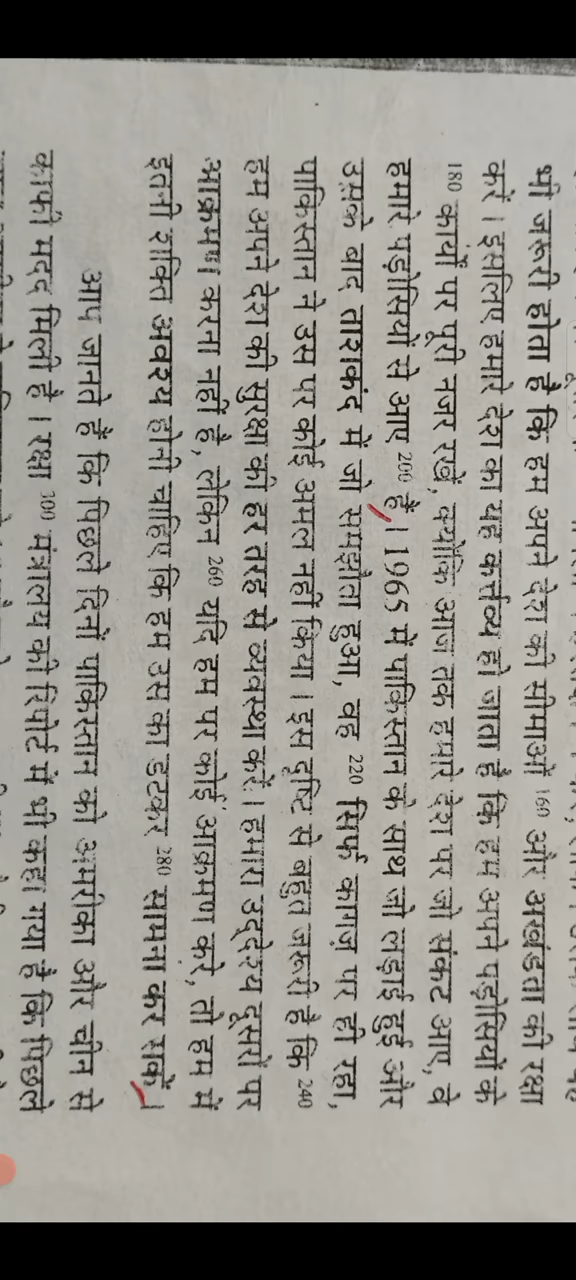 भी जरूरी होता है कि हम अपने देश की सीमाओं 160 और अखंडता की रक्षा
करें। इसलिए हमारे देश का यह कर्त्तव्य हो जाता है कि हम अपने पड़ोसियों के
180 कार्यों पर पूरी नजर रखें, क्योंकि आज तक हमारे देश पर जो संकट आए, वे
हमारे पड़ोसियों से आए 200 हैं। 1965 में पाकिस्तान के साथ जो लड़ाई हुई और
उसके बाद ताशकंद में जो समझौता हुआ, वह 220 सिर्फ कागज़ पर ही रहा,
पाकिस्तान ने उस पर कोई अमल नहीं किया। इस दृष्टि से बहुत जरूरी है कि 240
हम अपने देश की सुरक्षा की हर तरह से व्यवस्था करें। हमारा उद्देश्य दूसरों पर
आक्रमण करना नहीं है, लेकिन 260 यदि हम पर कोई आक्रमण करे, तो हम में
इतनी शक्ति अवश्य होनी चाहिए कि हम उस का डटकर 280 सामना कर सकें।
आप जानते हैं कि पिछले दिनों पाकिस्तान को अमरीका और चीन से
काफी मदद मिली है। रक्षा 300 मंत्रालय की रिपोर्ट में भी कहा गया है कि पिछले